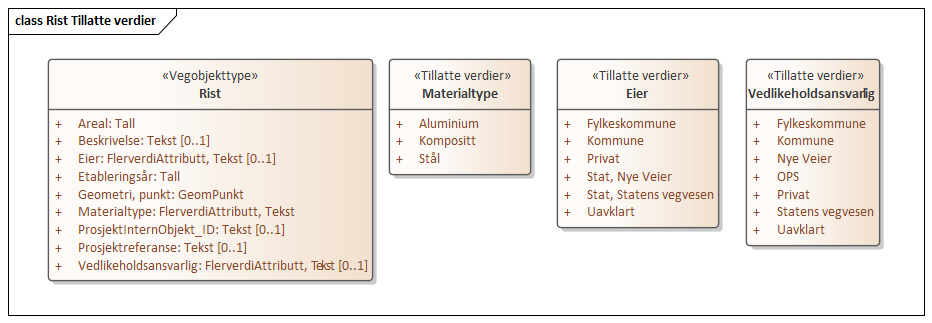 class Rist Tillatte verdier
«Vegobjekttype»
Rist
+ Areal: Tall
+ Beskrivelse: Tekst [0..1]
+ Eier: FlerverdiAttributt, Tekst [0..1]
+ Etableringsår: Tall
+ Geometri, punkt: GeomPunkt
+ Materialtype: FlerverdiAttributt, Tekst
+ ProsjektInternObjekt_ID: Tekst [0..1]
+ Prosjektreferanse: Tekst [0..1]
+ Vedlikeholdsansvarlig: FlerverdiAttributt, Tekst [0..1]
«Tillatte verdier»
Materialtype
+ Aluminium
+ Kompositt
+ Stål
«Tillatte verdier»
Eier
+ Fylkeskommune
+ Kommune
+ Privat
+ Stat, Nye Veier
+ Stat, Statens vegvesen
+ Uavklart
«Tillatte verdier»
Vedlikeholdsansvarlig
+ Fylkeskommune
+ Kommune
+ Nye Veier
+ OPS
+ Privat
+ Statens vegvesen
+ Uavklart